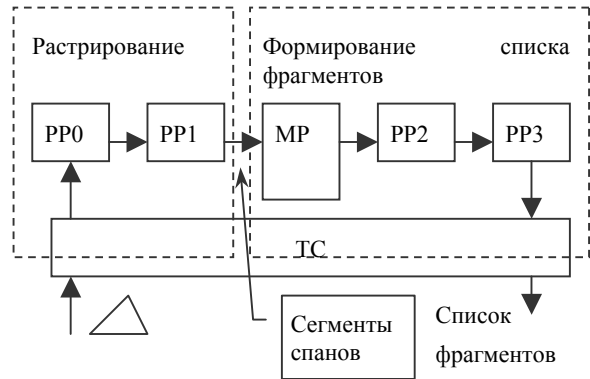 Растрирование
Формирование списка
фрагментов
PP0
PP1
MP
PP2
PP3
TC
Сегменты
спанов
Список
фрагментов